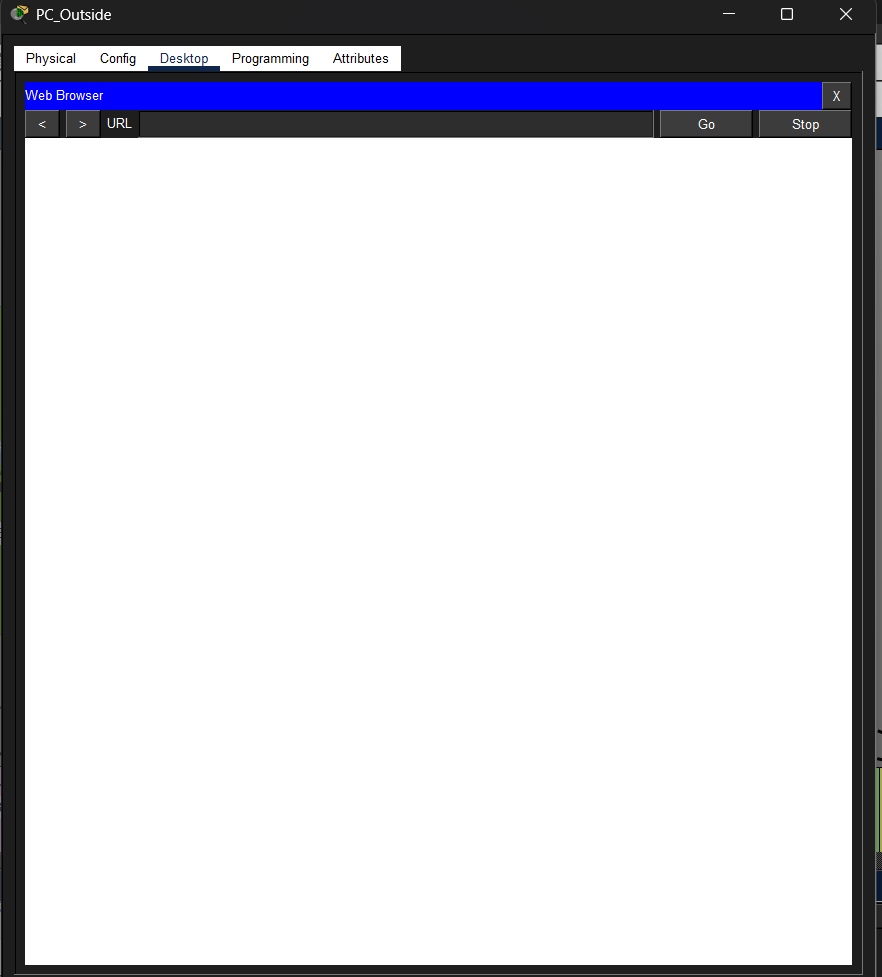 PC_Outside
Physical Config Desktop Programming Attributes
Web Browser X
< > URL Go Stop